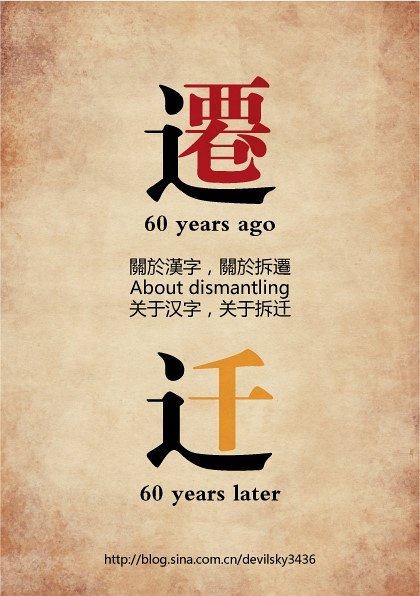 遷
60 years ago
關於漢字，關於拆遷
About dismantling
关于汉字，关于拆迁
迁
60 years later
http://blog.sina.com.cn/devilsky3436